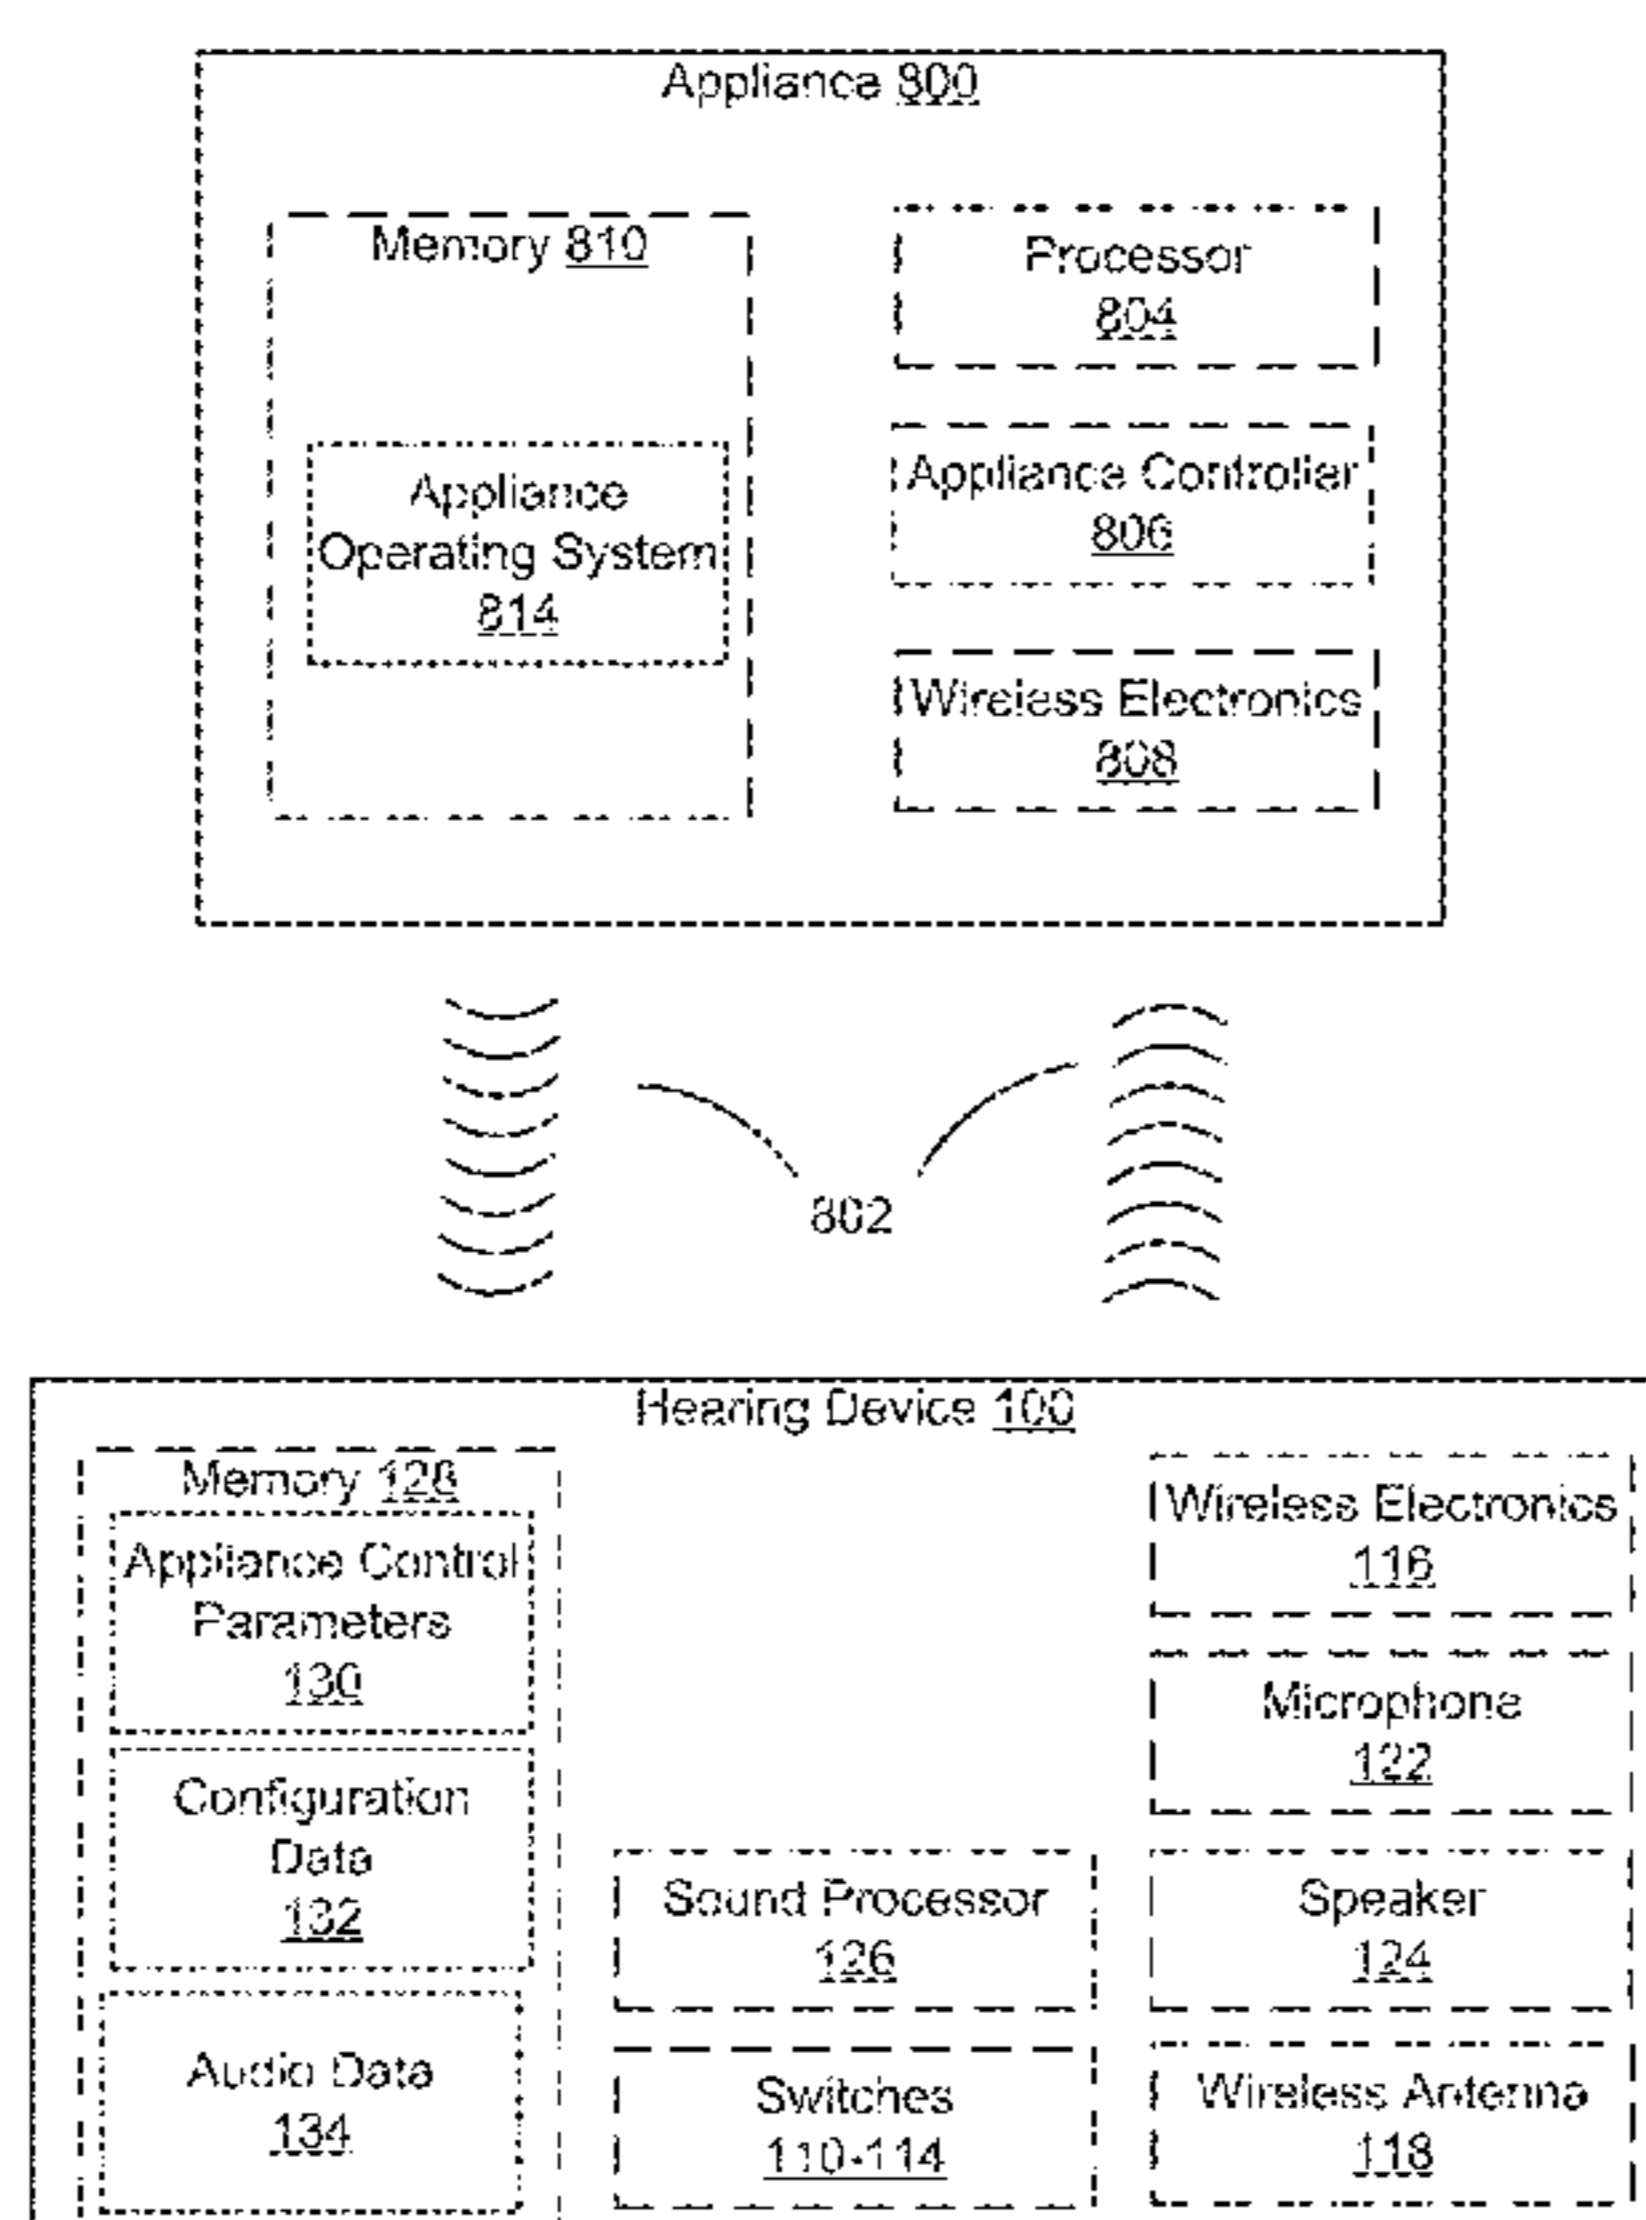 Appliance 800
Memory 810
Appliance
Operating System
814
Processor
804
Appliance Controller
806
Wireless Electronics
808
802
Hearing Device 100
Memory 128
Appliance Control
Parameters
130
Configuration
Data
132
Audio Data
134
Sound Processor
126
Switches
110-114
Wireless Electronics
116
Microphone
122
Speaker
124
Wireless Antenna
118